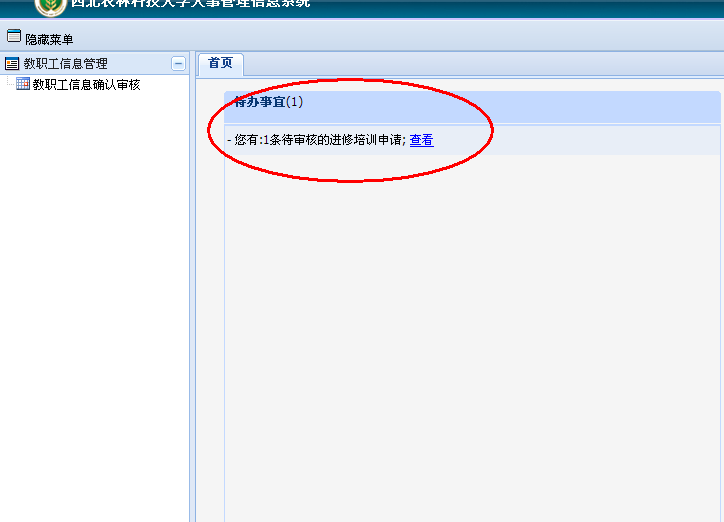 西北农林科技大学人事管理信息系统
隐藏菜单
教职工信息管理
教职工信息确认审核
首页
待办事宜(1)
- 您有:1条待审核的进修培训申请; 查看